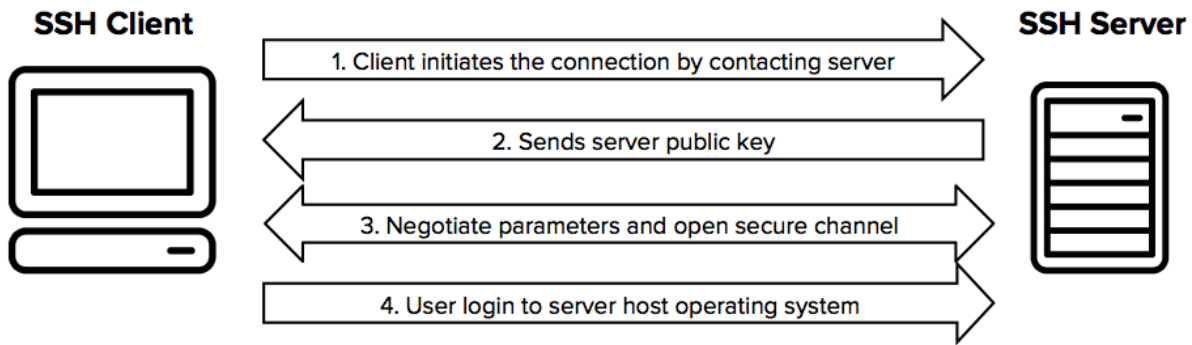 SSH Client
SSH Server
1. Client initiates the connection by contacting server
2. Sends server public key
3. Negotiate parameters and open secure channel
4. User login to server host operating system